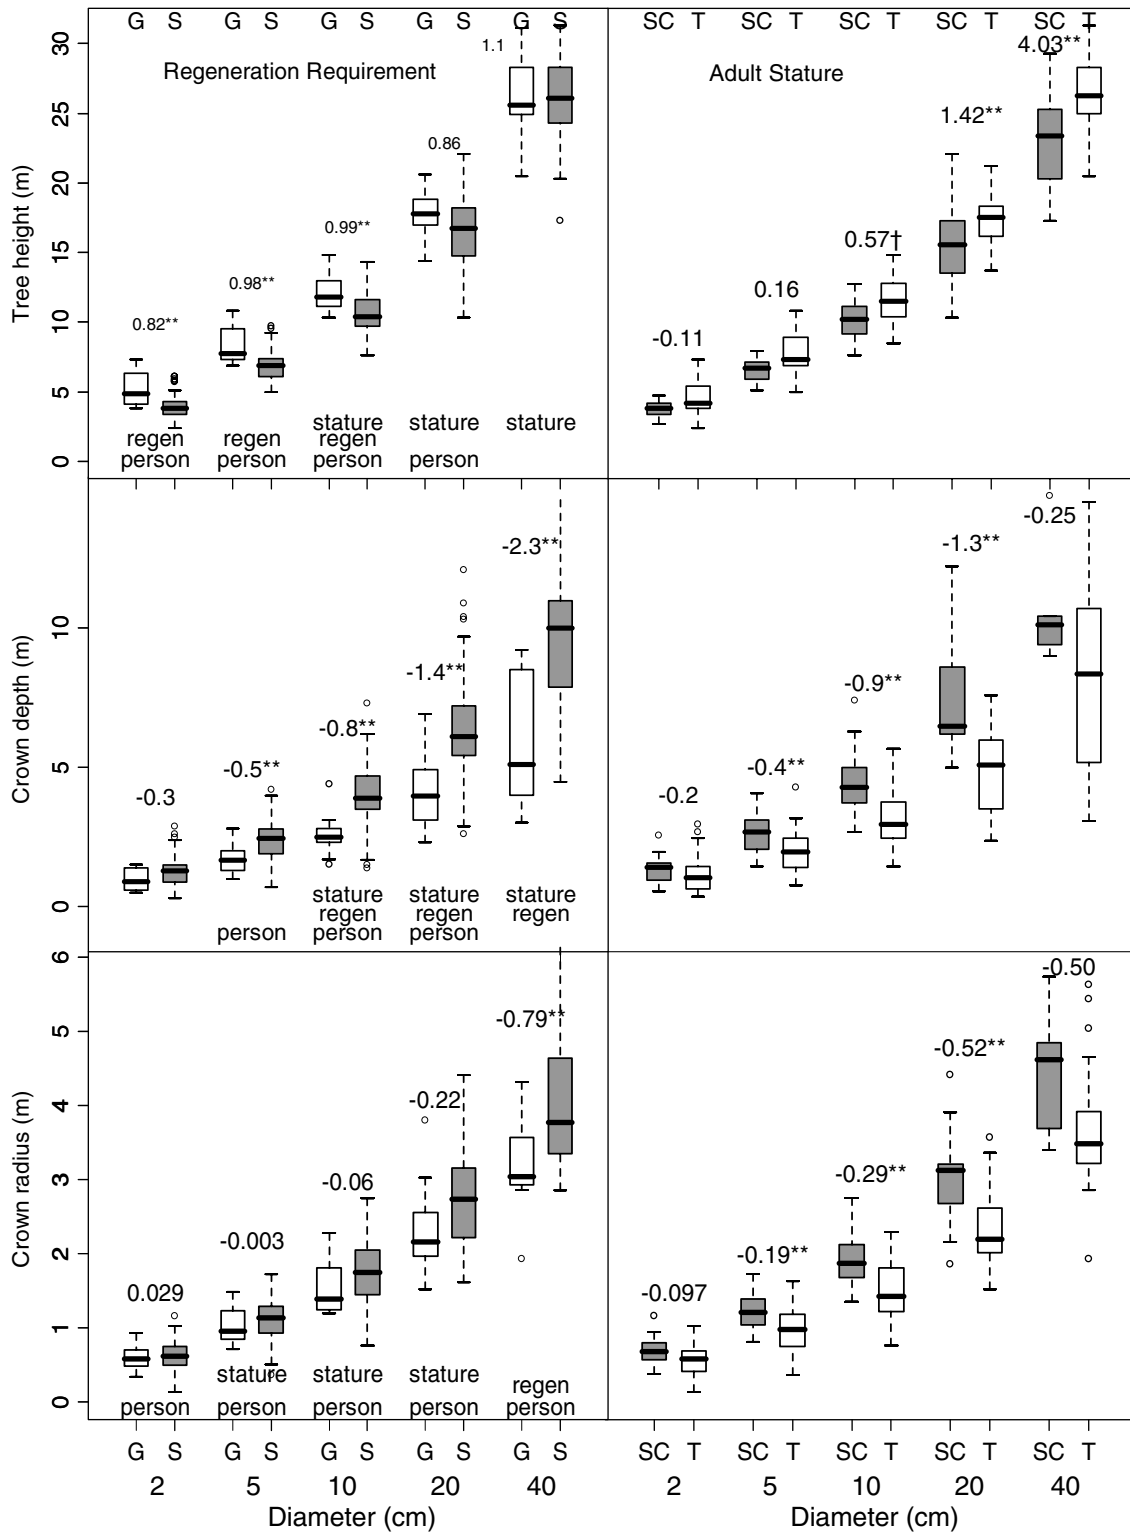 G S G S G S G S G S SC T SC T SC T SC T SC T
Regeneration Requirement
Adult Stature
Tree height (m)
30
25
20
15
10
5
0
0.82**
0.98**
0.99**
0.86
1.1
-0.11
0.16
0.57†
1.42**
4.03**
stature stature stature
regen regen regen
person person person person
Crown depth (m)
10
5
0
-0.3
-0.5**
-0.8**
-1.4**
-2.3**
-0.2
-0.4**
-0.9**
-1.3**
-0.25
stature stature stature
regen regen regen
person person person
Crown radius (m)
6
5
4
3
2
1
0
0.029
-0.003
-0.06
-0.22
-0.79**
-0.097
-0.19**
-0.29**
-0.52**
-0.50
stature stature stature regen
person person person person person
G S G S G S G S G S SC T SC T SC T SC T SC T
2 5 10 20 40 2 5 10 20 40
Diameter (cm) Diameter (cm)